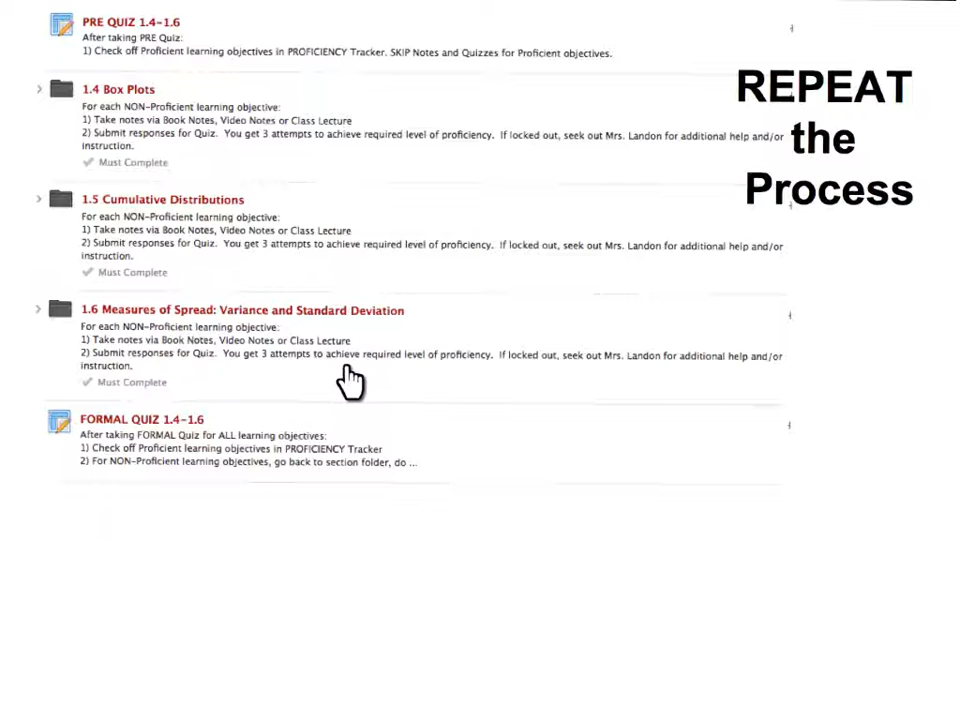 PRE QUIZ 1.4-1.6
After taking PRE Quiz:
1) Check off Proficient learning objectives in PROFICIENCY Tracker. SKIP Notes and Quizzes for Proficient objectives.
REPEAT
the
Process
1.4 Box Plots
For each NON-Proficient learning objective:
1) Take notes via Book Notes, Video Notes or Class Lecture
2) Submit responses for Quiz. You get 3 attempts to achieve required level of proficiency. If locked out, seek out Mrs. Landon for additional help and/or
instruction.
Must Complete
1.5 Cumulative Distributions
For each NON-Proficient learning objective:
1) Take notes via Book Notes, Video Notes or Class Lecture
2) Submit responses for Quiz. You get 3 attempts to achieve required level of proficiency. If locked out, seek out Mrs. Landon for additional help and/or
instruction.
Must Complete
1.6 Measures of Spread: Variance and Standard Deviation
For each NON-Proficient learning objective:
1) Take notes via Book Notes, Video Notes or Class Lecture
2) Submit responses for Quiz. You get 3 attempts to achieve required level of proficiency. If locked out, seek out Mrs. Landon for additional help and/or
instruction.
Must Complete
FORMAL QUIZ 1.4-1.6
After taking FORMAL Quiz for ALL learning objectives:
1) Check off Proficient learning objectives in PROFICIENCY Tracker
2) For NON-Proficient learning objectives, go back to section folder, do ...